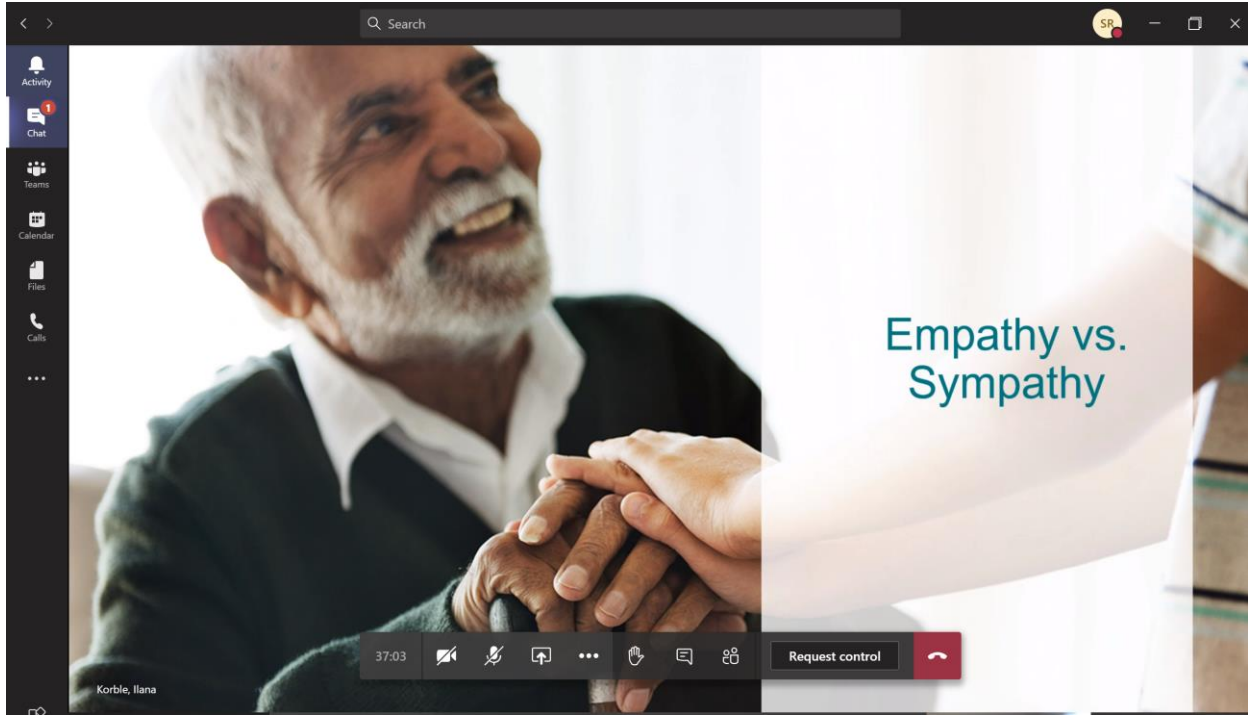 Search
SR
Activity
1
Chat
Teams
Calendar
Files
Calls
Empathy vs.
Sympathy
37:03
Request control
Korble, Ilana